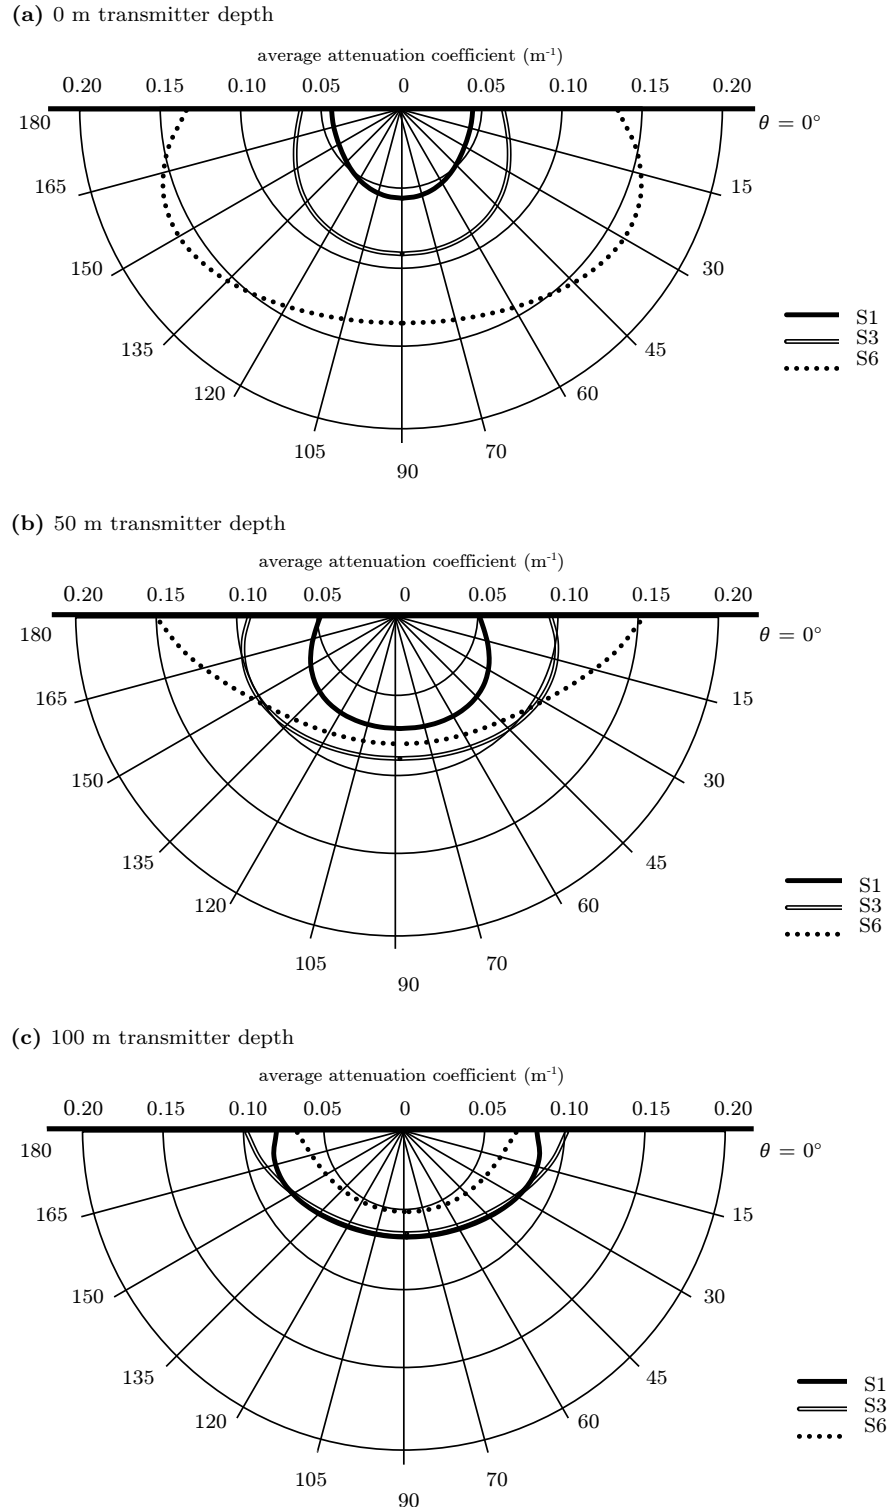 (a) 0 m transmitter depth
average attenuation coefficient (m-1)
0.20 0.15 0.10 0.05 0 0.05 0.10 0.15 0.20
180 θ = 0°
165 15
150 30
135 45
120 60
105 70
90
S1
S3
S6
(b) 50 m transmitter depth
average attenuation coefficient (m-1)
0.20 0.15 0.10 0.05 0 0.05 0.10 0.15 0.20
180 θ = 0°
165 15
150 30
135 45
120 60
105 70
90
S1
S3
S6
(c) 100 m transmitter depth
average attenuation coefficient (m-1)
0.20 0.15 0.10 0.05 0 0.05 0.10 0.15 0.20
180 θ = 0°
165 15
150 30
135 45
120 60
105 70
90
S1
S3
S6